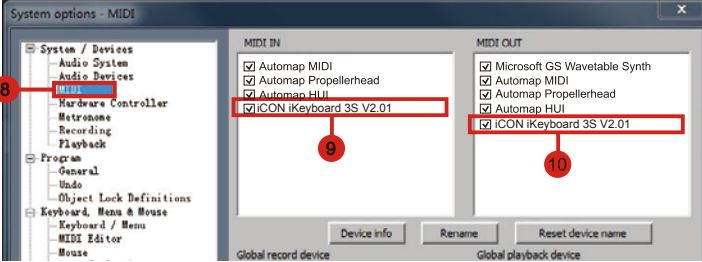 System options - MIDI
x
System / Devices
Audio System
Audio Devices
MIDI
Hardware Controller
Metronome
Recording
Playback
Program
General
Undo
Object Lock Definitions
Keyboard, Menu & Mouse
Keyboard / Menu
MIDI Editor
Mouse
8
MIDI IN
Automap MIDI
Automap Propellerhead
Automap HUI
iCON iKeyboard 3S V2.01
9
MIDI OUT
Microsoft GS Wavetable Synth
Automap MIDI
Automap Propellerhead
Automap HUI
iCON iKeyboard 3S V2.01
10
Device info
Rename
Reset device name
Global record device
Global playback device